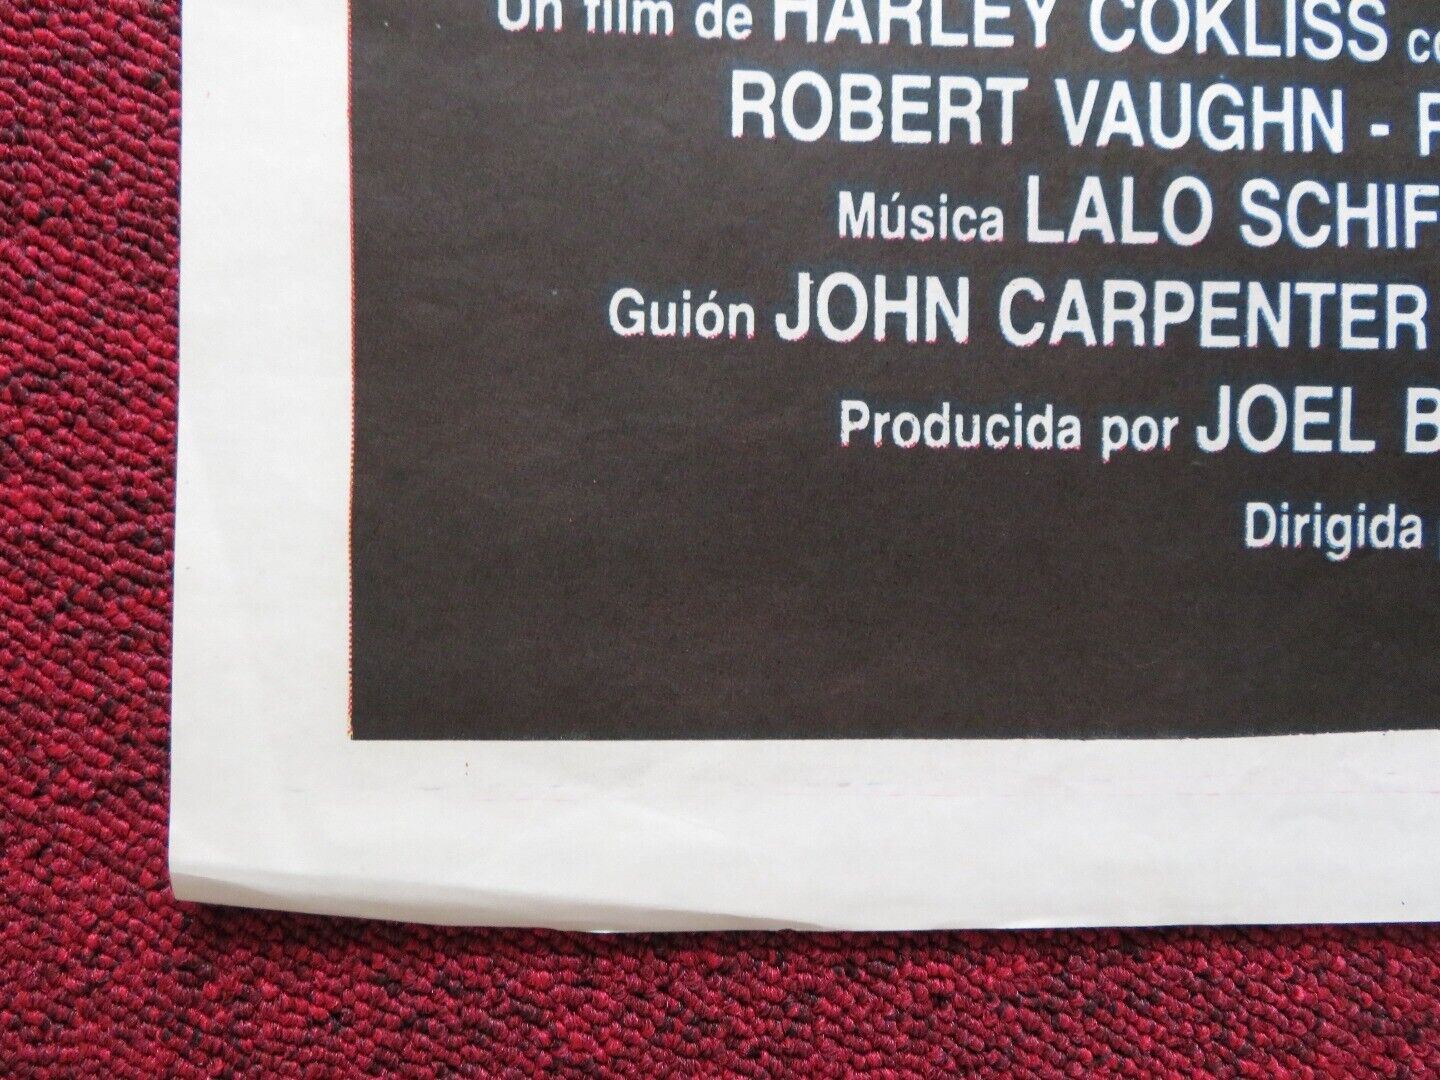 Un film de HARLEY COKLISS
ROBERT VAUGHN -
Música LALO SCHIF
Guión JOHN CARPENTER
Producida por JOEL B
Dirigida